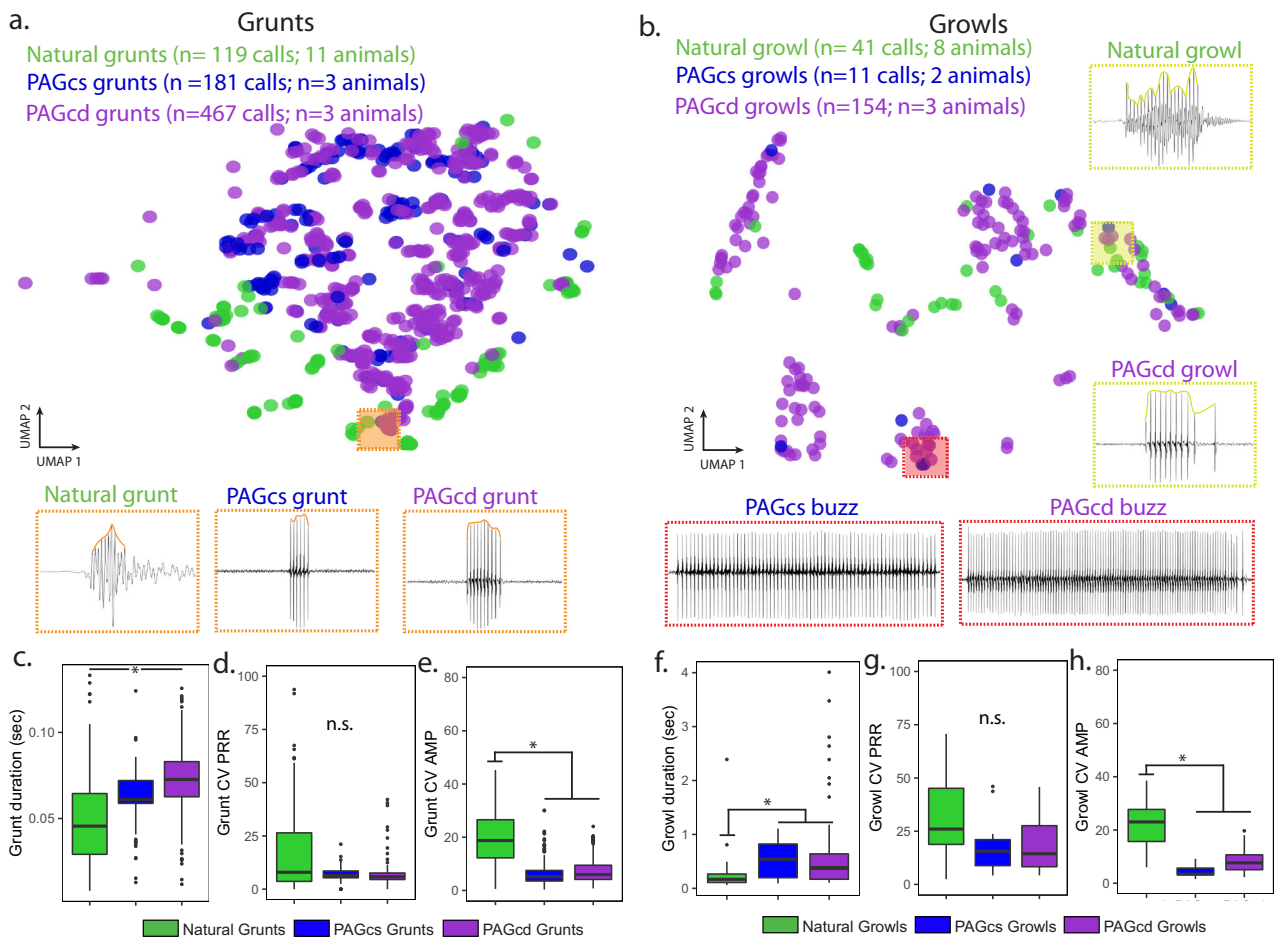 a. Grunts
Natural grunts (n= 119 calls; 11 animals)
PAGcs grunts (n =181 calls; n=3 animals)
PAGcd grunts (n=467 calls; n=3 animals)
UMAP 2
UMAP 1
Natural grunt
PAGcs grunt
PAGcd grunt
b. Growls
Natural growl (n= 41 calls; 8 animals)
PAGcs growls (n=11 calls; 2 animals)
PAGcd growls (n=154; n=3 animals)
Natural growl
PAGcd growl
UMAP 2
UMAP 1
PAGcs buzz
PAGcd buzz
c.
Grunt duration (sec)
0.10
0.05
*
d.
Grunt CV PRR
100
75
50
25
0
n.s.
e.
Grunt CV AMP
80
60
40
20
0
*
Natural Grunts
PAGcs Grunts
PAGcd Grunts
f.
Growl duration (sec)
4
3
2
1
0
*
g.
Growl CV PRR
100
75
50
25
0
n.s.
h.
Growl CV AMP
80
60
40
20
0
*
Natural Growls
PAGcs Growls
PAGcd Growls